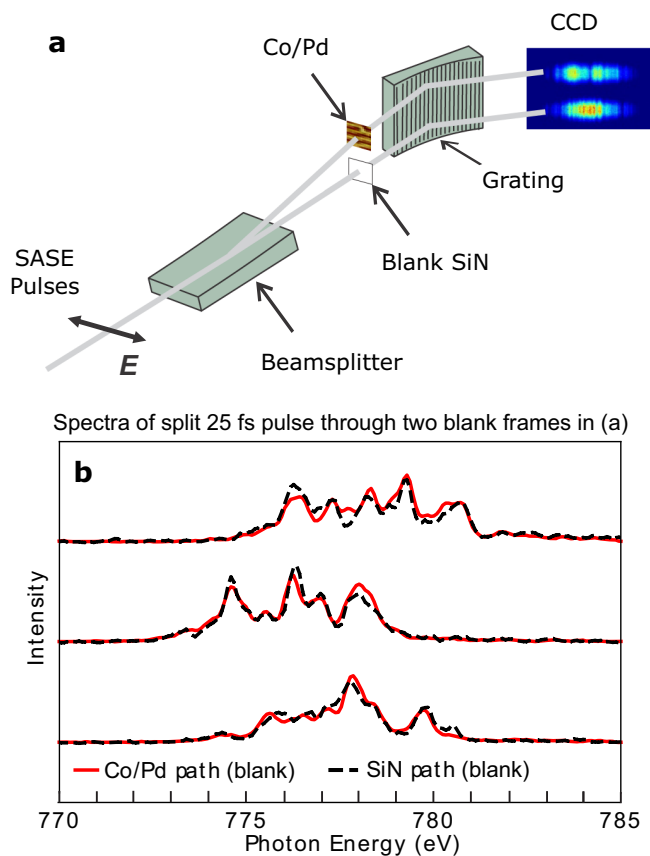 a
Co/Pd
CCD
Grating
Blank SiN
SASE
Pulses
E
Beamsplitter
Spectra of split 25 fs pulse through two blank frames in (a)
b
Intensity
Co/Pd path (blank) SiN path (blank)
770 775 780 785
Photon Energy (eV)